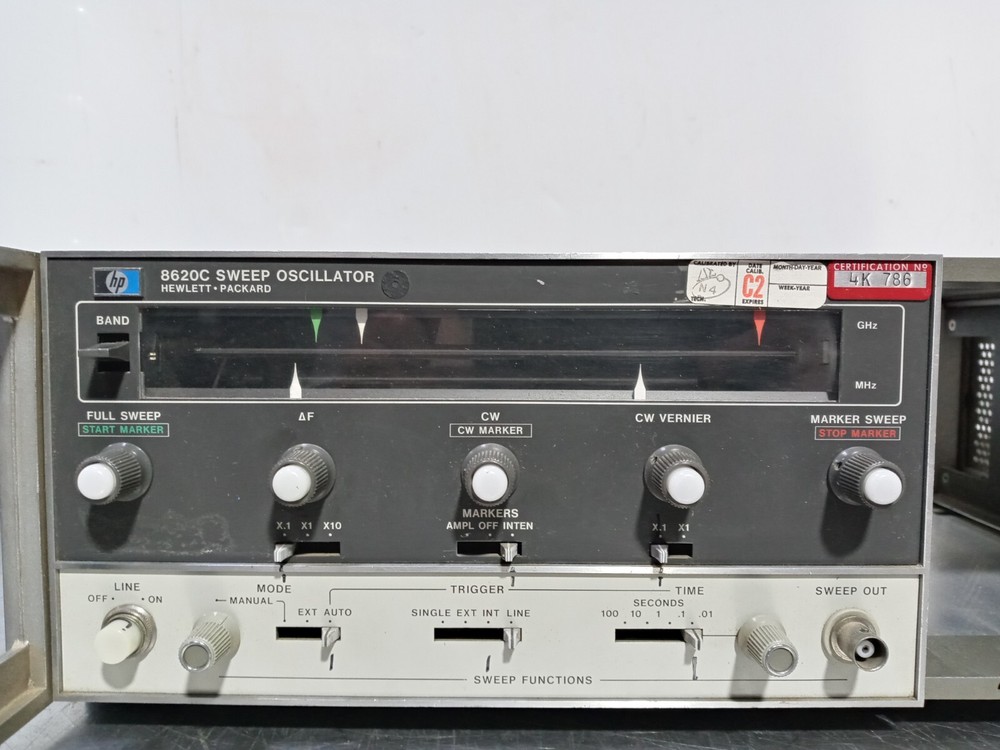 hp
8620C SWEEP OSCILLATOR
HEWLETT • PACKARD
CALIBRATED BY
TECH.
N4
DATE CALIB.
C2
EXPIRES
MONTH-DAY-YEAR
WEEK-YEAR
CERTIFICATION No
4K 786
BAND
GHz
MHz
FULL SWEEP
START MARKER
ΔF
CW
CW MARKER
CW VERNIER
MARKER SWEEP
STOP MARKER
X.1 X1 X10
MARKERS
AMPL OFF INTEN
X.1 X1
LINE
OFF • • ON
MODE
MANUAL
EXT AUTO
TRIGGER
SINGLE EXT INT LINE
TIME
SECONDS
100 10 1 .1 .01
SWEEP OUT
SWEEP FUNCTIONS